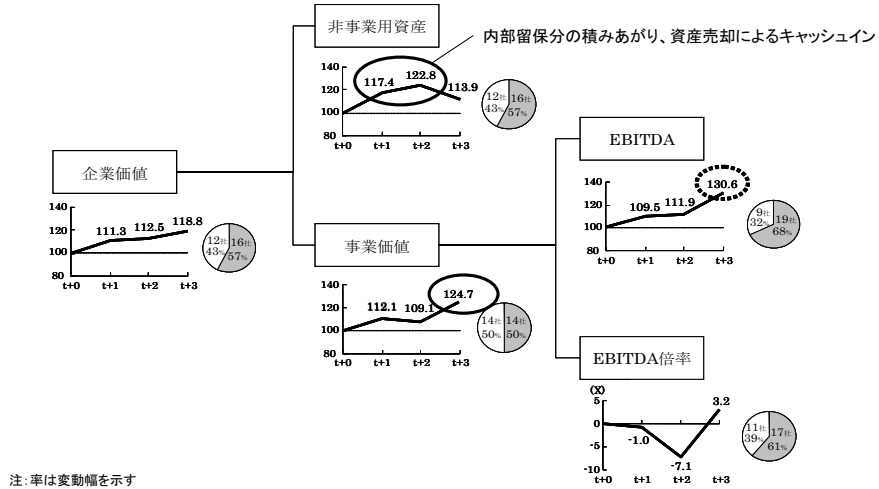 非事業用資産
内部留保分の積みあがり、資産売却によるキャッシュイン
140
120
100
80
117.4
122.8
113.9
t+0 t+1 t+2 t+3
12社
43%
16社
57%
企業価値
140
120
100
80
111.3
112.5
118.8
t+0 t+1 t+2 t+3
12社
43%
16社
57%
事業価値
140
120
100
80
112.1
109.1
124.7
t+0 t+1 t+2 t+3
14社
50%
14社
50%
EBITDA
140
120
100
80
109.5
111.9
130.6
t+0 t+1 t+2 t+3
9社
32%
19社
68%
EBITDA倍率
(X)
5
0
-5
-10
-1.0
-7.1
3.2
t+0 t+1 t+2 t+3
11社
39%
17社
61%
注：率は変動幅を示す